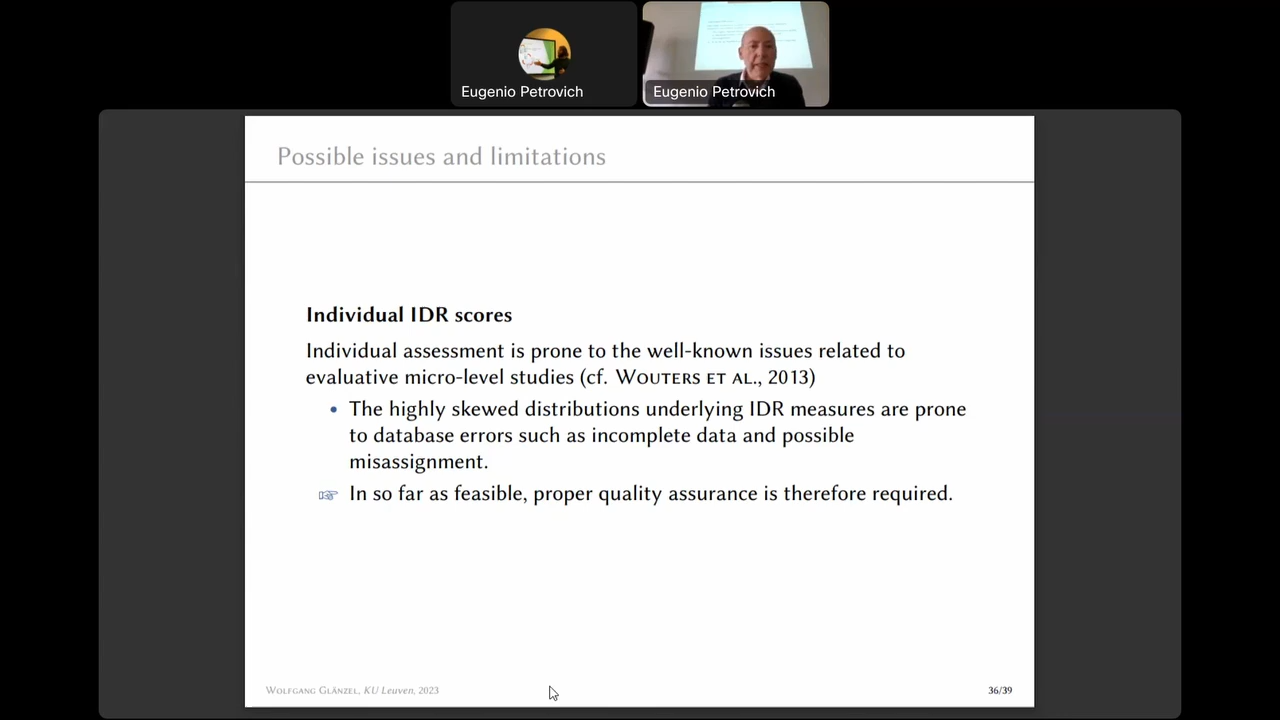 Eugenio Petrovich
Eugenio Petrovich
Possible issues and limitations
Individual IDR scores
Individual assessment is prone to the well-known issues related to
evaluative micro-level studies (cf. WOUTERS ET AL., 2013)
• The highly skewed distributions underlying IDR measures are prone
to database errors such as incomplete data and possible
misassignment.
☞ In so far as feasible, proper quality assurance is therefore required.
WOLFGANG GLÄNZEL, KU Leuven, 2023
36/39